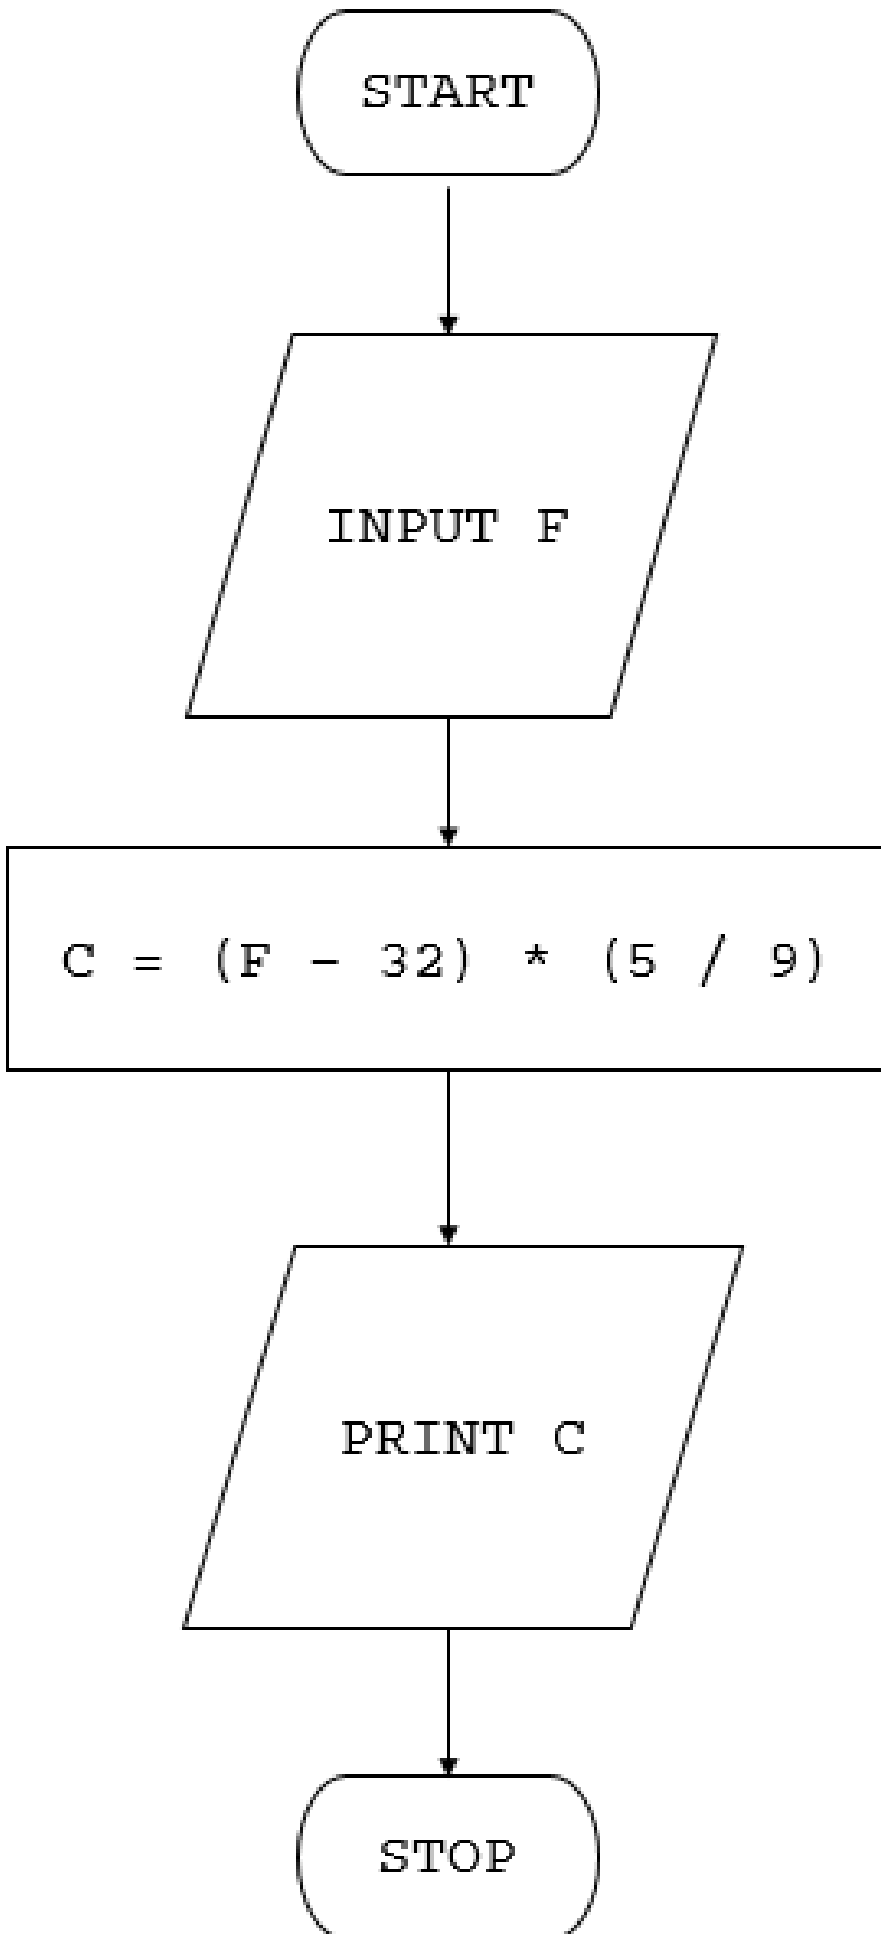 START
INPUT F
C = (F - 32) * (5 / 9)
PRINT C
STOP